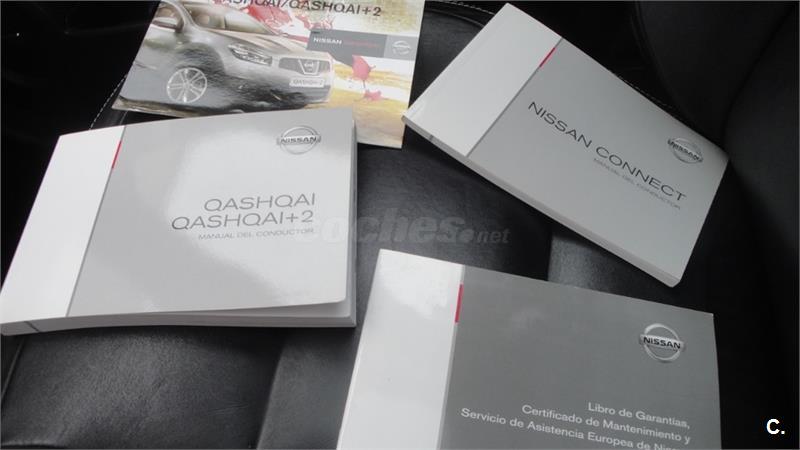 QASHQAI/QASHQAI+2
NISSAN
QASHQAI+2
NISSAN
NISSAN CONNECT
MANUAL DEL CONDUCTOR
NISSAN
QASHQAI
QASHQAI+2
MANUAL DEL CONDUCTOR
coches.net
NISSAN
Libro de Garantías,
Certificado de Mantenimiento y
Servicio de Asistencia Europea de
C.